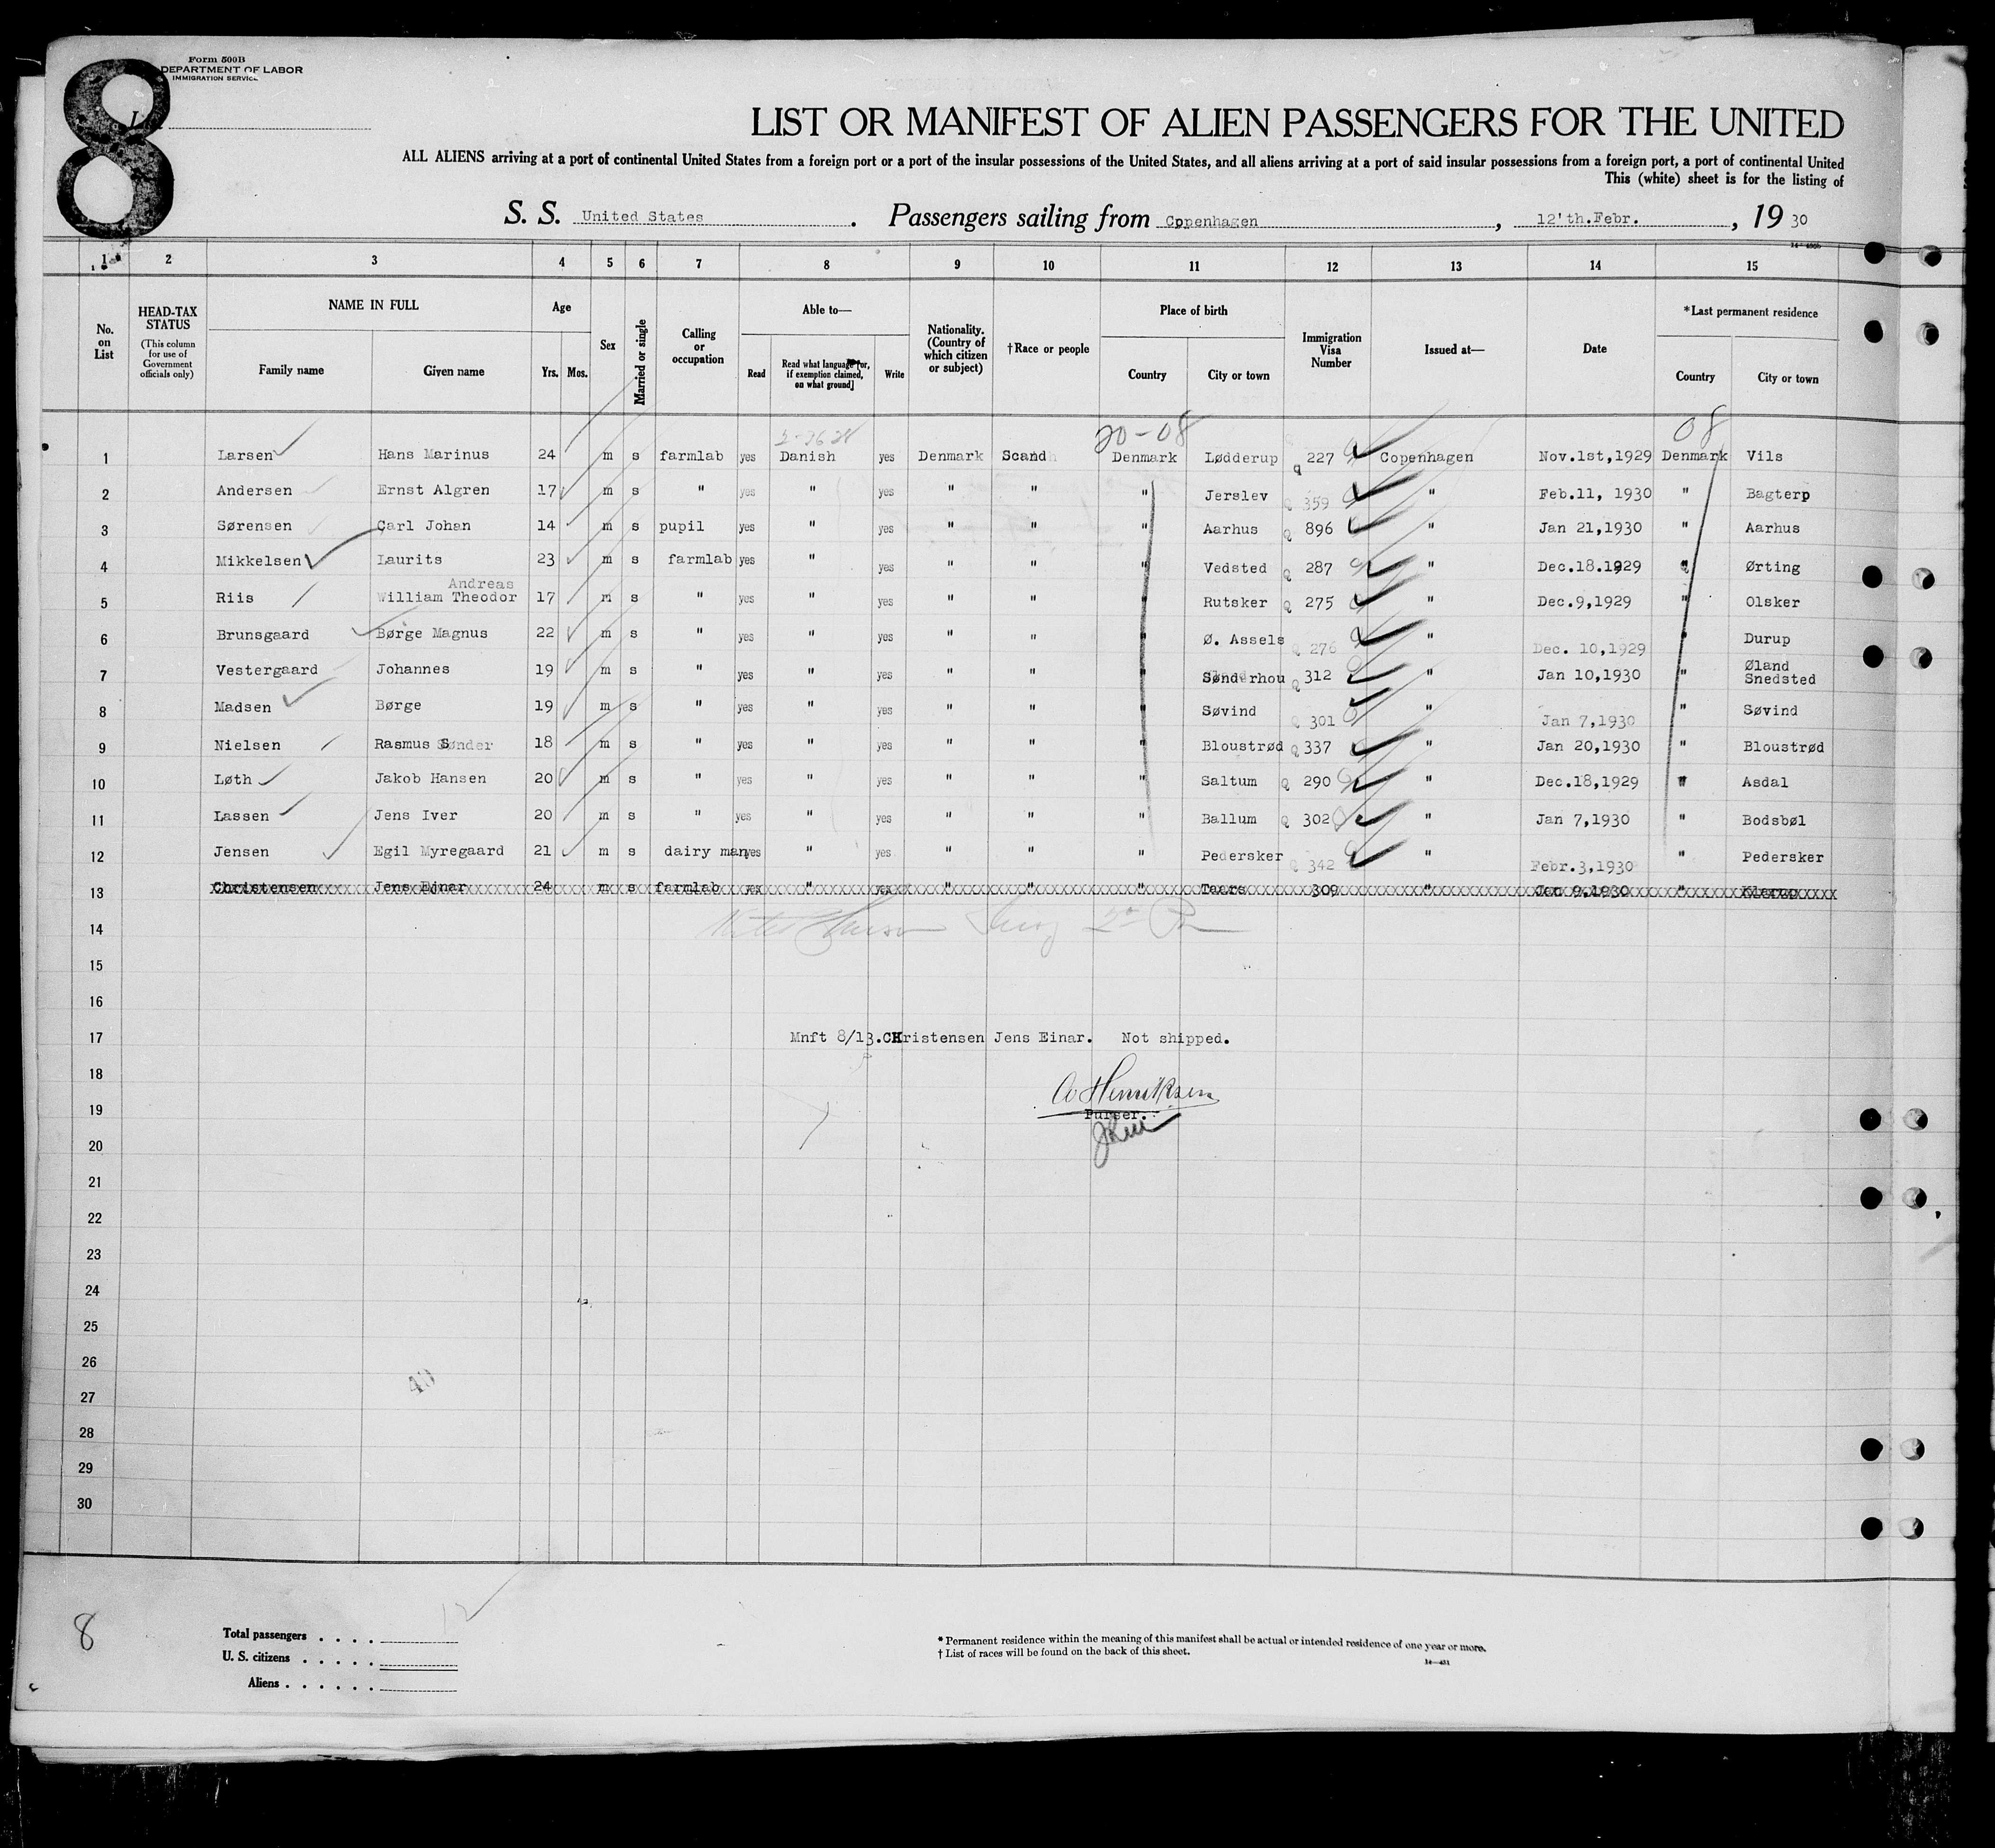 8
Form 500B
DEPARTMENT OF LABOR
IMMIGRATION SERVICE
LIST OR MANIFEST OF ALIEN PASSENGERS FOR THE UNITED
ALL ALIENS arriving at a port of continental United States from a foreign port or a port of the insular possessions of the United States, and all aliens arriving at a port of said insular possessions from a foreign port, a port of continental United
This (white) sheet is for the listing of
S. S. United States . Passengers sailing from Copenhagen , 12'th.Febr. , 19 30
1 2 3 4 5 6 7 8 9 10 11 12 13 14 15
No. on List
HEAD-TAX STATUS (This column for use of Government officials only)
NAME IN FULL Family name Given name
Age Yrs. Mos.
Sex
Married or single
Calling or occupation
Able to— Read Read what language [or, if exemption claimed, on what ground] Write
Nationality. (Country of which citizen or subject)
†Race or people
Place of birth Country City or town
Immigration Visa Number
Issued at—
Date
*Last permanent residence Country City or town
20-08 08
1 Larsen Hans Marinus 24 m s farmlab yes Danish yes Denmark Scand Denmark Lødderup Q 227 Copenhagen Nov.1st,1929 Denmark Vils
2 Andersen Ernst Algren 17 m s " yes " yes " " " Jerslev Q 359 " Feb.11, 1930 " Bagterp
3 Sørensen Carl Johan 14 m s pupil yes " yes " " " Aarhus Q 896 " Jan 21,1930 " Aarhus
4 Mikkelsen Laurits 23 m s farmlab yes " yes " " " Vedsted Q 287 " Dec.18.1929 " Ørting
Andreas
5 Riis William Theodor 17 m s " yes " yes " " " Rutsker Q 275 " Dec.9,1929 " Olsker
6 Brunsgaard Børge Magnus 22 m s " yes " yes " " " Ø. Assels Q 276 " Dec. 10,1929 " Durup
7 Vestergaard Johannes 19 m s " yes " yes " " " Sønderhou Q 312 " Jan 10,1930 " Øland Snedsted
8 Madsen Børge 19 m s " yes " yes " " " Søvind Q 301 " Jan 7,1930 " Søvind
9 Nielsen Rasmus Sønder 18 m s " yes " yes " " " Bloustrød Q 337 " Jan 20,1930 " Bloustrød
10 Løth Jakob Hansen 20 m s " yes " yes " " " Saltum Q 290 " Dec.18,1929 " Asdal
11 Lassen Jens Iver 20 m s " yes " yes " " " Ballum Q 302 " Jan 7,1930 " Bodsbøl
12 Jensen Egil Myregaard 21 m s dairy man yes " yes " " " Pedersker Q 342 " Febr.3,1930 " Pedersker
13 Christensen Jens Ejnar 24 m s farmlab yes " yes " " " Taars 309 " Jan 9,1930 " Klarup
14
15
16
17 Mnft 8/13.CHristensen Jens Einar. Not shipped.
18
19 Purser.
20
21
22
23
24
25
26
27
28
29
30
8
12
Total passengers . . . .
U. S. citizens . . . . .
Aliens . . . . . .
* Permanent residence within the meaning of this manifest shall be actual or intended residence of one year or more.
† List of races will be found on the back of this sheet.
14—431